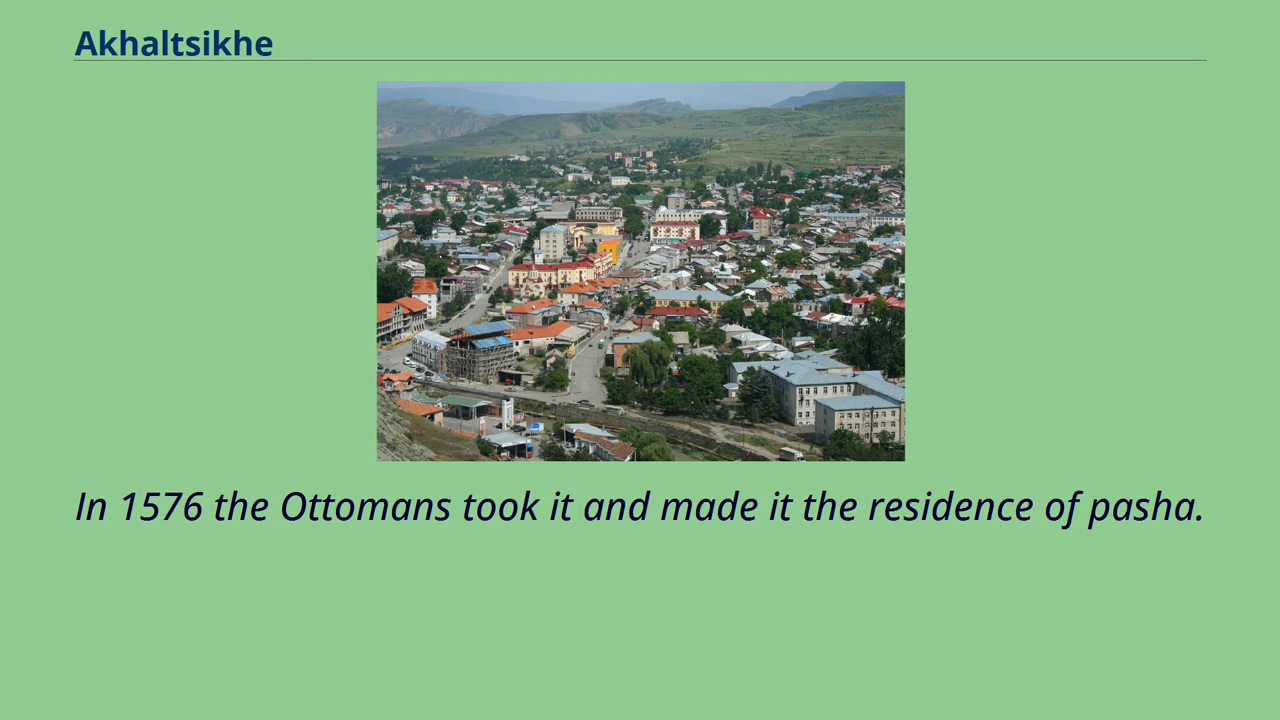 Akhaltsikhe
In 1576 the Ottomans took it and made it the residence of pasha.